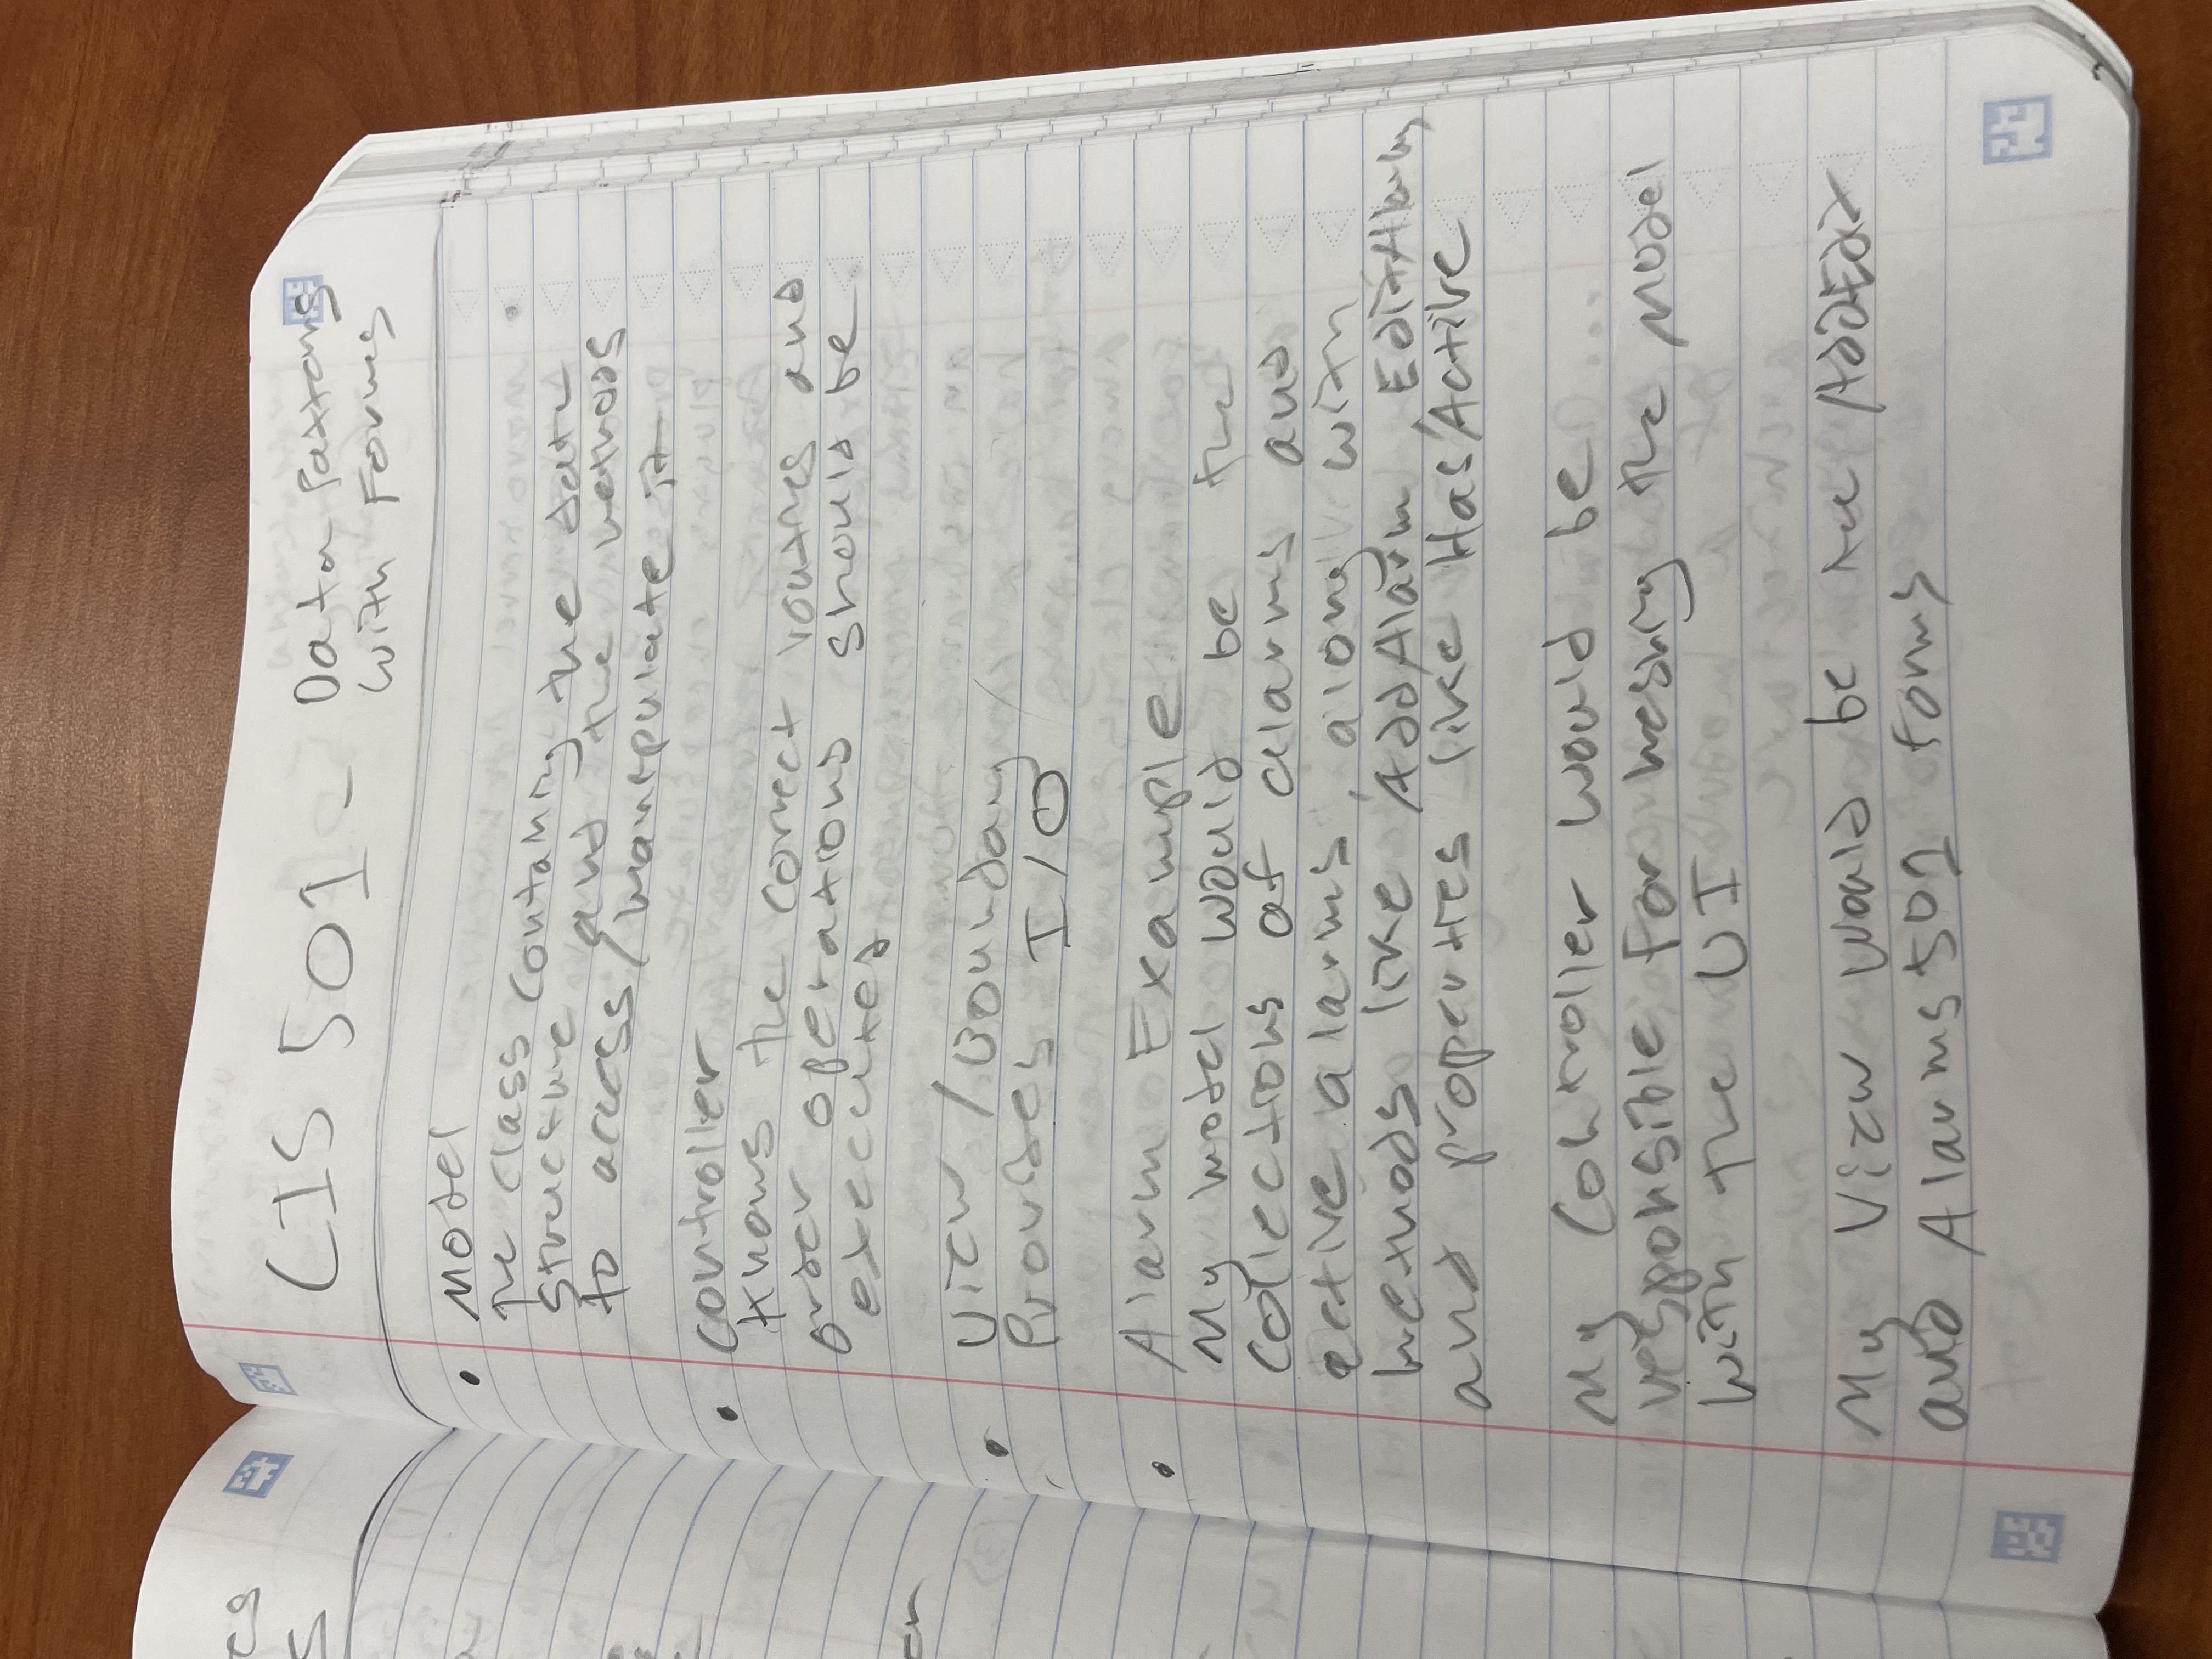 CIS 501 - Data Patterns
with Forms
• Model
The class containing the data
structure and the methods
to access/manipulate it
• Controller
Knows the correct routines and
order operations should be
executed
• View / Boundary
Provides I/O
• Alarm Example
My model would be the
collections of alarms and
active alarms, along with
methods like AddAlarm, EditAlarm,
and properties like HasActive
My Controller would be
responsible for meshing the Model
with the UI
My View would be the AddEdit
and Alarms501 forms